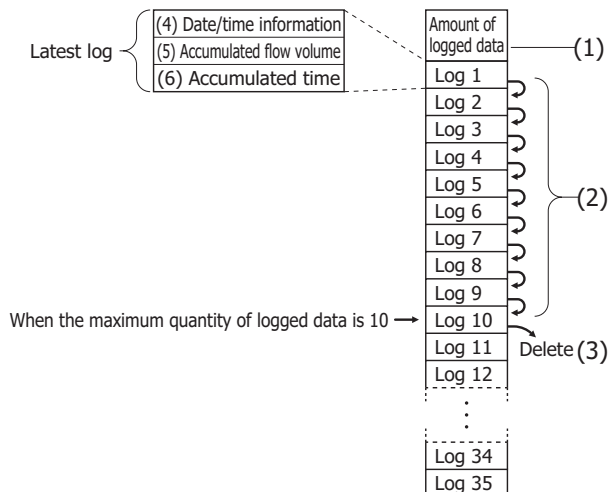 (4) Date/time information
(5) Accumulated flow volume
(6) Accumulated time
Latest log
Amount of
logged data
(1)
Log 1
Log 2
Log 3
Log 4
Log 5
Log 6
(2)
Log 7
Log 8
Log 9
When the maximum quantity of logged data is 10
Log 10
Delete (3)
Log 11
Log 12
Log 34
Log 35